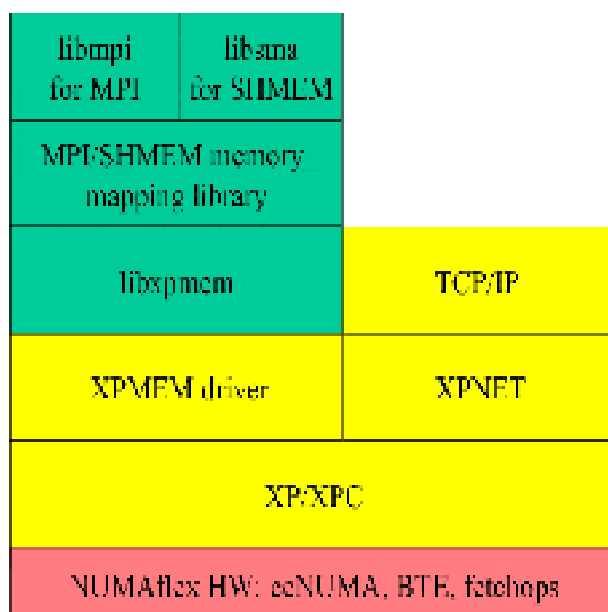 libmpi
for MPI
libsma
for SHMEM
MPI/SHMEM memory
mapping library
libxpmem
TCP/IP
XPMEM driver
XPNET
XP/XPC
NUMAflex HW: ccNUMA, BTE, fetchops